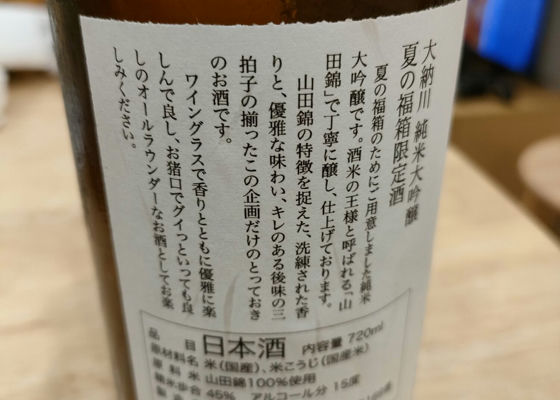 大納川 純米大吟醸
夏の福箱限定酒
夏の福箱のためにご用意しました純米
大吟醸です。酒米の王様と呼ばれる「山
田錦」で丁寧に醸し、仕上げております。
山田錦の特徴を捉えた、洗練された香
りと、優雅な味わい、キレのある後味の三
拍子の揃ったこの企画だけのとっておき
のお酒です。
ワイングラスで香りとともに優雅に楽
しんで良し、お猪口でグイっといっても良
しのオールラウンダーなお酒としてお楽
しみください。
品目 日本酒 内容量 720ml
原材料名 米(国産)、米こうじ(国産米)
原料米 山田錦100%使用
精米歩合 45% アルコール分 15度